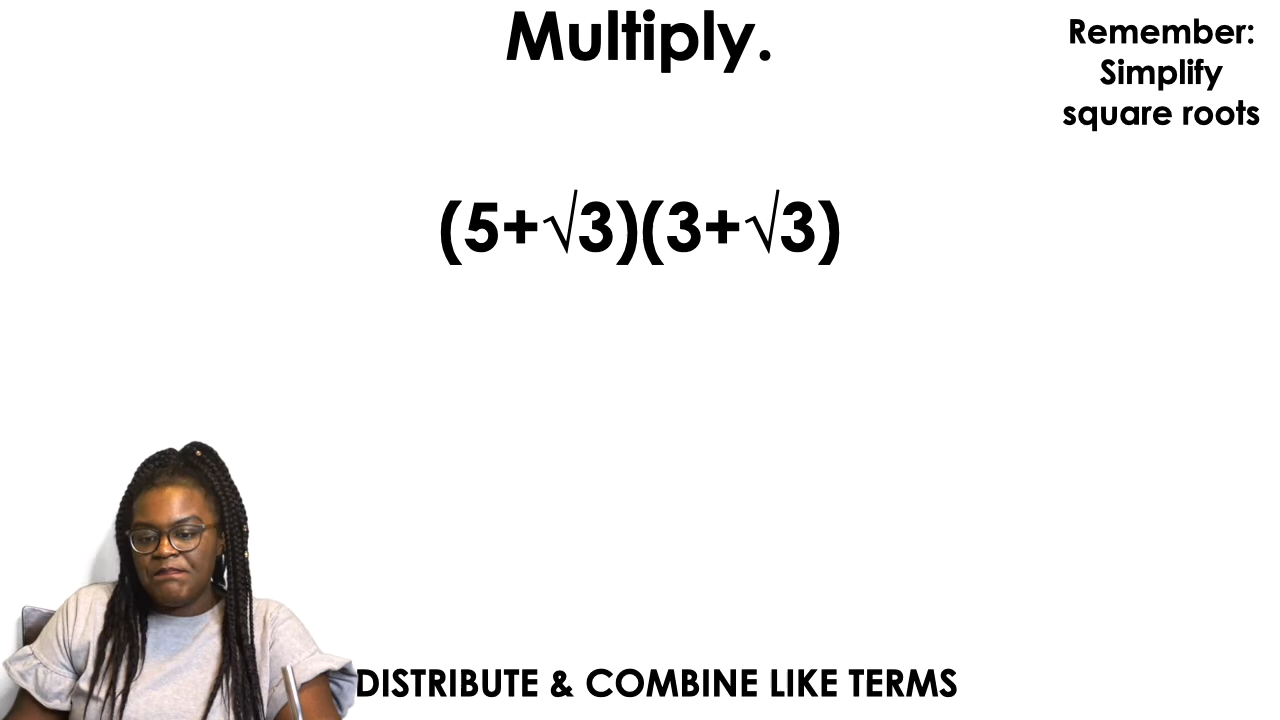 Multiply.
Remember:
Simplify
square roots
(5+√3)(3+√3)
DISTRIBUTE & COMBINE LIKE TERMS